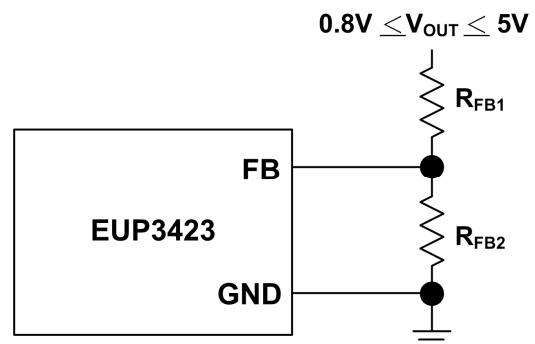 0.8V ≤VOUT≤ 5V
RFB1
FB
EUP3423
RFB2
GND